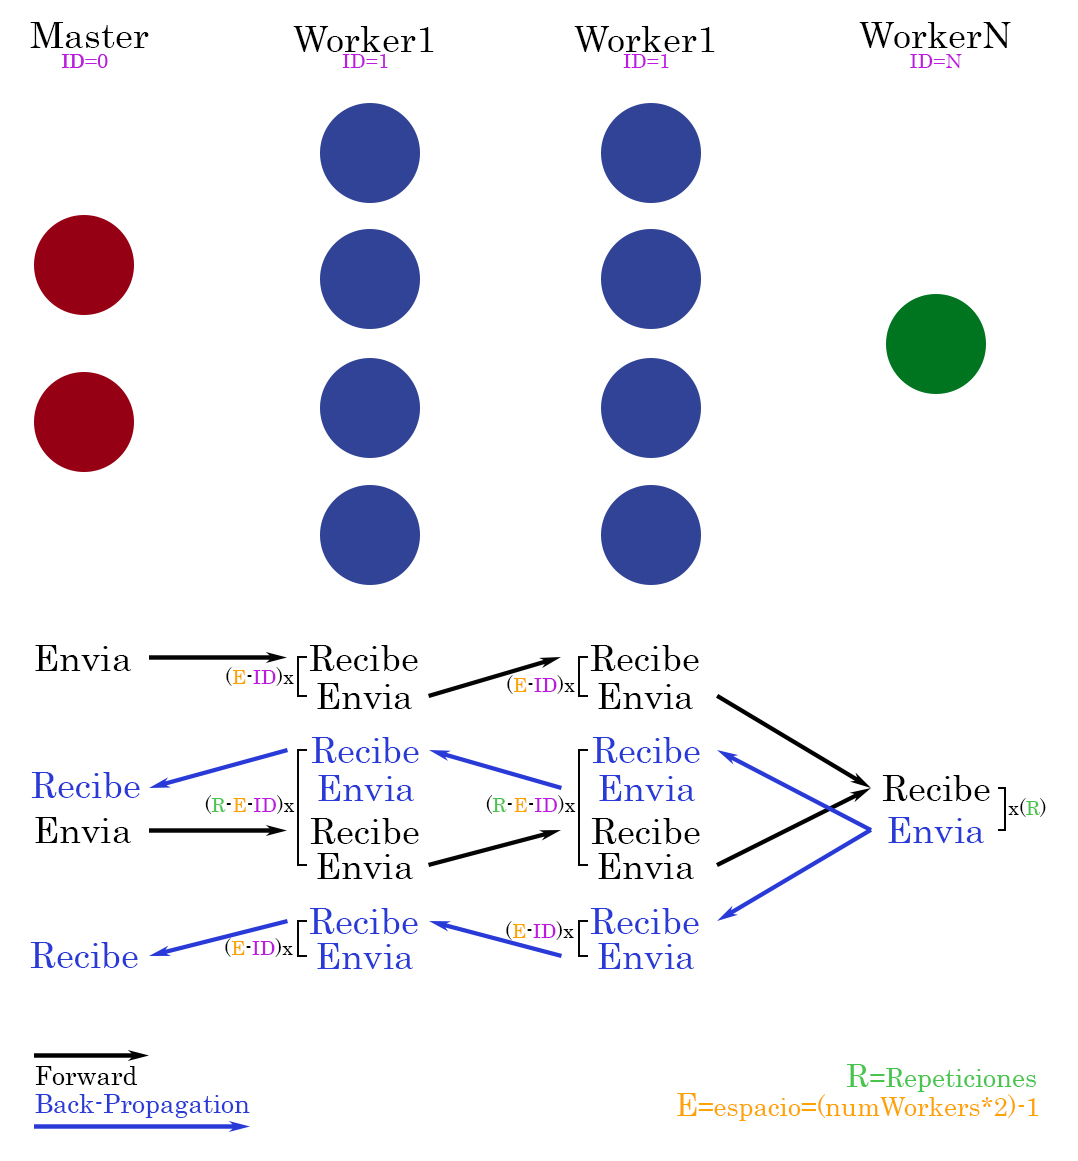 Master Worker1 Worker1 WorkerN
ID=0 ID=1 ID=1 ID=N
Envia Recibe Recibe
(E-ID)x (E-ID)x
Envia Envia
Recibe Recibe
Recibe Envia Envia Recibe
(R-E-ID)x (R-E-ID)x x(R)
Envia Recibe Recibe Envia
Envia Envia
Recibe Recibe
(E-ID)x (E-ID)x
Recibe Envia Envia
Forward
Back-Propagation
R=Repeticiones
E=espacio=(numWorkers*2)-1